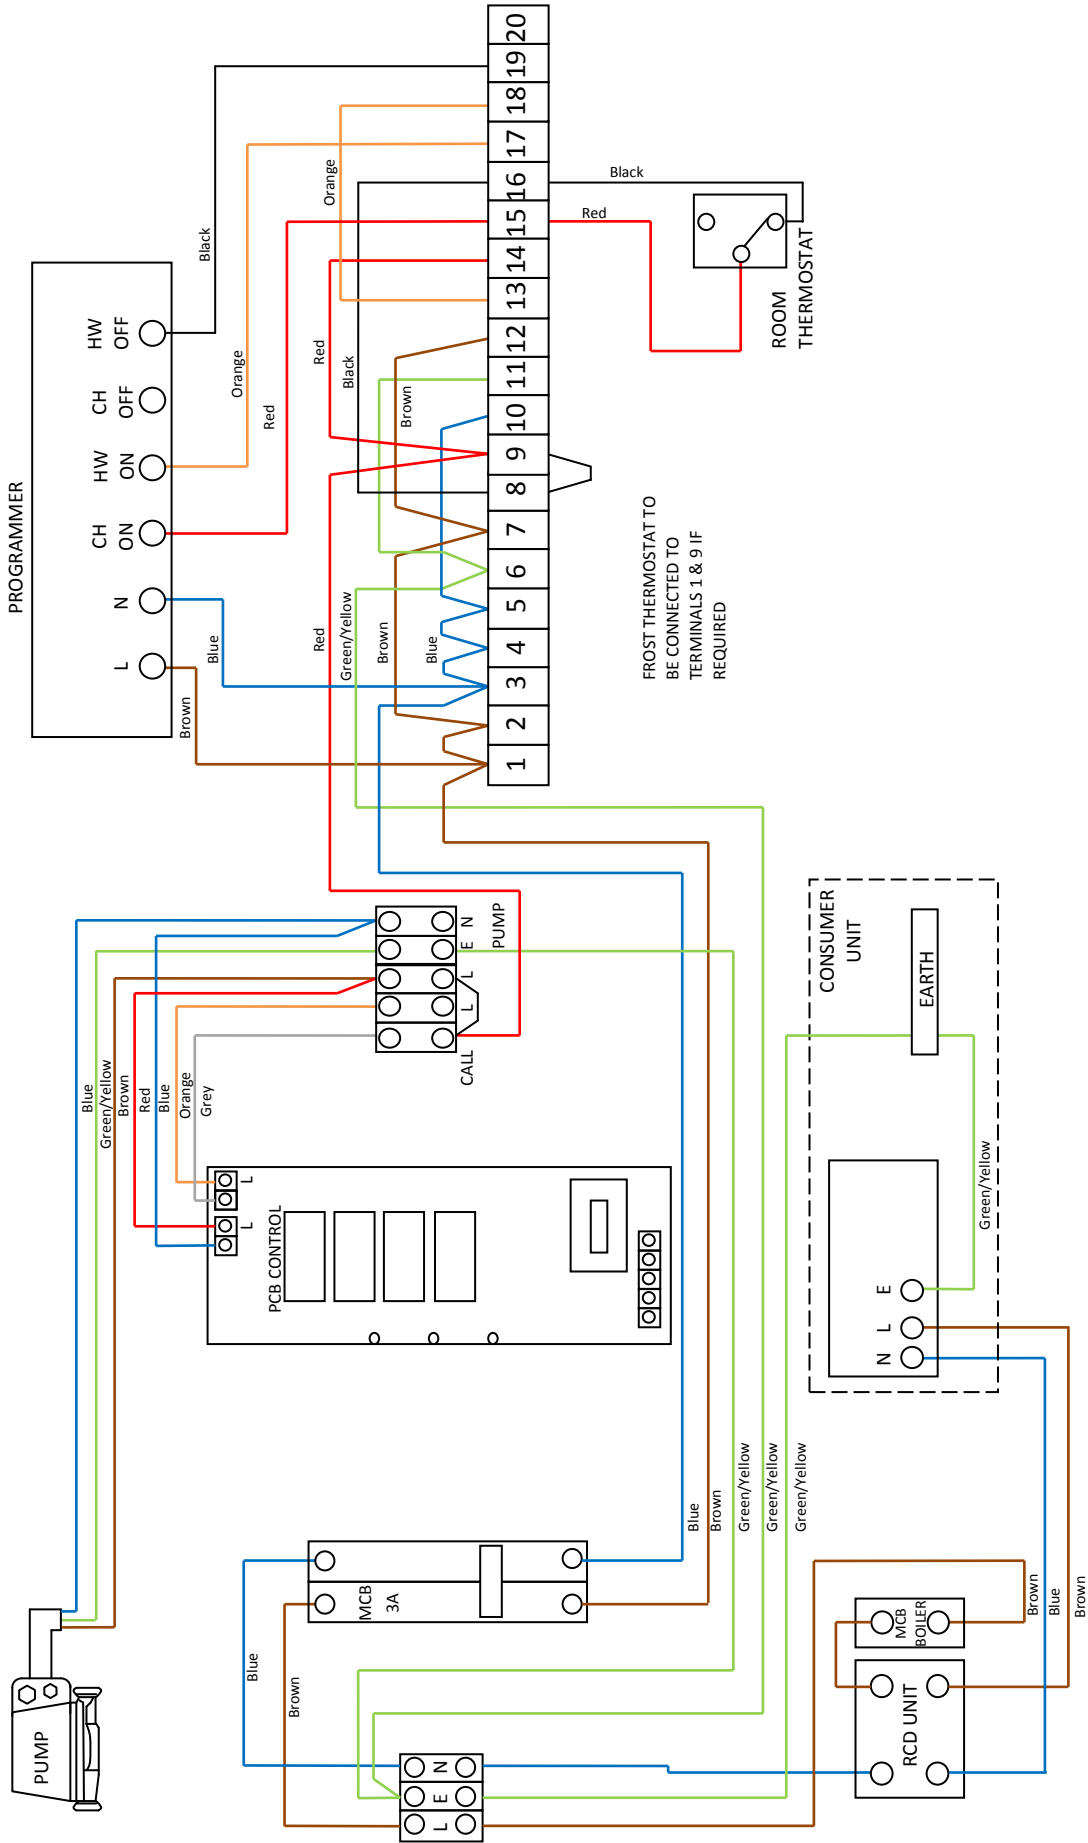 PROGRAMMER
L
N
CH
ON
HW
ON
CH
OFF
HW
OFF
Brown
Blue
Red
Orange
Black
Orange
Red
Black
Brown
Red
Green/Yellow
Brown
Blue
1
2
3
4
5
6
7
8
9
10
11
12
13
14
15
16
17
18
19
20
Black
Red
ROOM
THERMOSTAT
FROST THERMOSTAT TO
BE CONNECTED TO
TERMINALS 1 & 9 IF
REQUIRED
PUMP
Blue
Green/Yellow
Brown
Red
Blue
Orange
Grey
CALL
L
L
E
N
PUMP
PCB CONTROL
L
L
MCB
3A
Blue
Brown
Blue
Brown
Green/Yellow
Green/Yellow
Green/Yellow
L
E
N
CONSUMER
UNIT
EARTH
Green/Yellow
N
L
E
RCD UNIT
MCB
BOILER
Brown
Blue
Brown